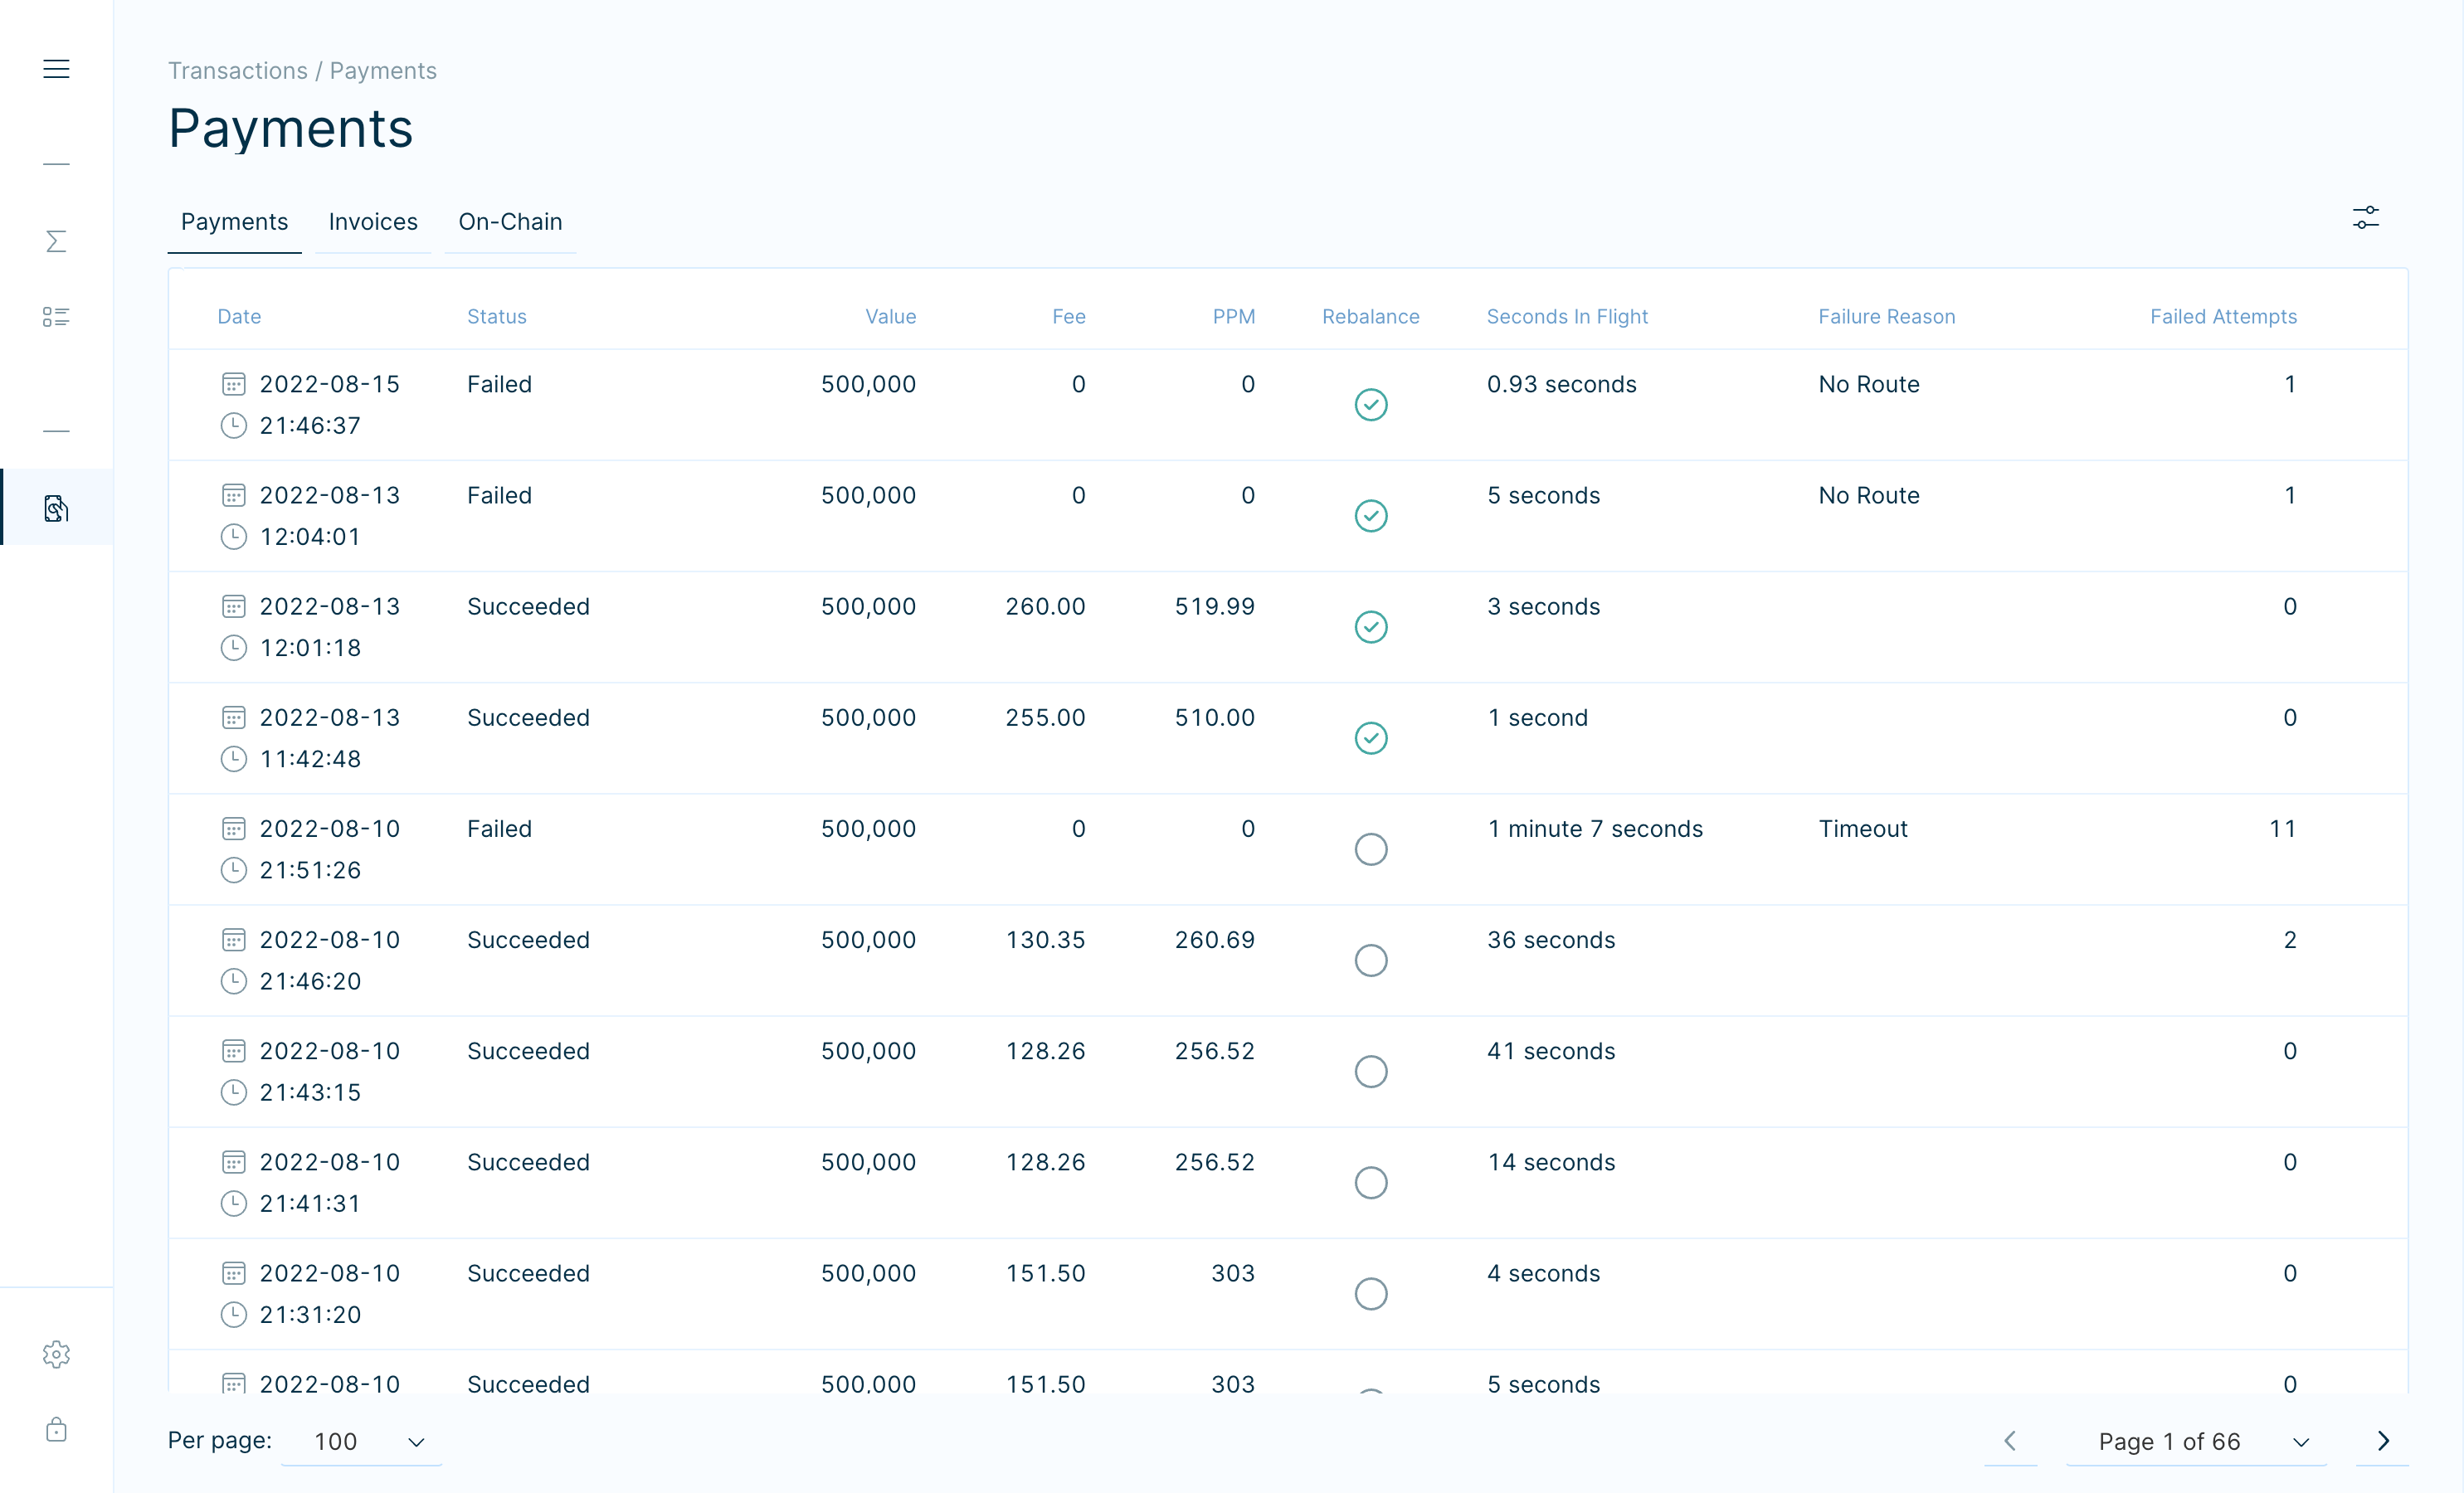 Transactions / Payments
Payments
Payments Invoices On-Chain
Date Status Value Fee PPM Rebalance Seconds In Flight Failure Reason Failed Attempts
2022-08-15 Failed 500,000 0 0 0.93 seconds No Route 1
21:46:37
2022-08-13 Failed 500,000 0 0 5 seconds No Route 1
12:04:01
2022-08-13 Succeeded 500,000 260.00 519.99 3 seconds 0
12:01:18
2022-08-13 Succeeded 500,000 255.00 510.00 1 second 0
11:42:48
2022-08-10 Failed 500,000 0 0 1 minute 7 seconds Timeout 11
21:51:26
2022-08-10 Succeeded 500,000 130.35 260.69 36 seconds 2
21:46:20
2022-08-10 Succeeded 500,000 128.26 256.52 41 seconds 0
21:43:15
2022-08-10 Succeeded 500,000 128.26 256.52 14 seconds 0
21:41:31
2022-08-10 Succeeded 500,000 151.50 303 4 seconds 0
21:31:20
2022-08-10 Succeeded 500,000 151.50 303 5 seconds 0
Per page: 100 Page 1 of 66